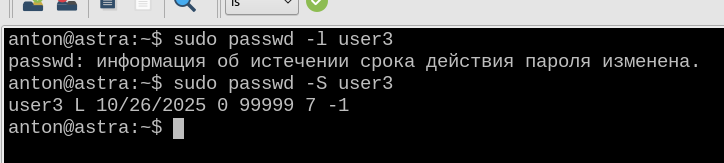 ls
anton@astra:~$ sudo passwd -l user3
passwd: информация об истечении срока действия пароля изменена.
anton@astra:~$ sudo passwd -S user3
user3 L 10/26/2025 0 99999 7 -1
anton@astra:~$